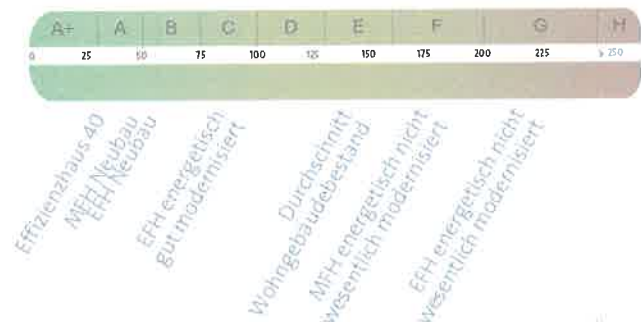 A+ A B C D E F G H
0 25 50 75 100 125 150 175 200 225 > 250
Effizienzhaus 40
MFH Neubau
EFH Neubau
EFH energetisch
gut modernisiert
Durchschnitt
Wohngebäudebestand
MFH energetisch nicht
wesentlich modernisiert
EFH energetisch nicht
wesentlich modernisiert